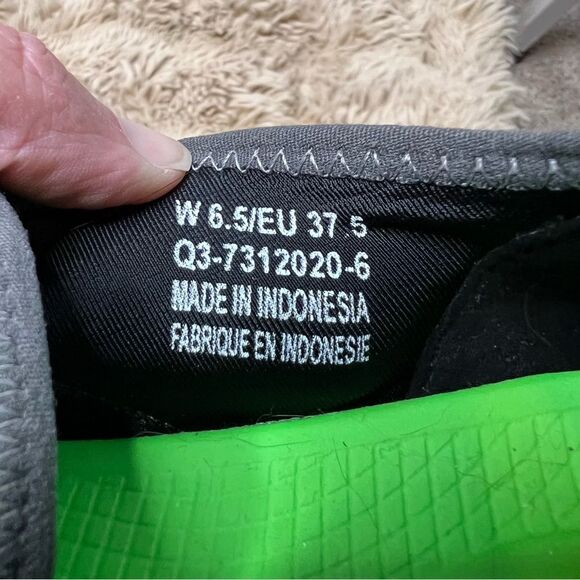 W 6.5/EU 37.5
Q3-7312020-6
MADE IN INDONESIA
FABRIQUE EN INDONESIE